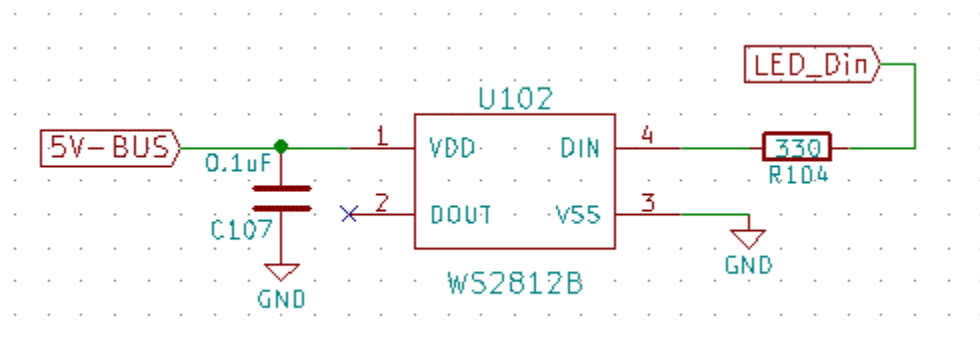 LED_Din
U102
5V-BUS
1
VDD
DIN
4
330
0.1uF
R104
2
DOUT
VSS
3
C107
GND
WS2812B
GND